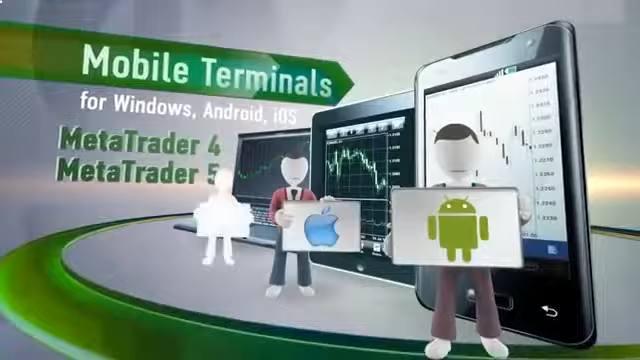 Mobile Terminals
for Windows, Android, iOS
MetaTrader 4
MetaTrader 5